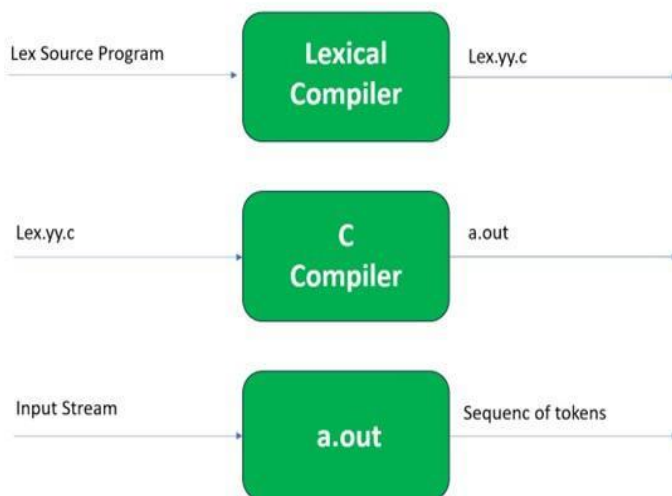 Lex Source Program
Lexical
Compiler
Lex.yy.c
Lex.yy.c
C
Compiler
a.out
Input Stream
a.out
Sequenc of tokens